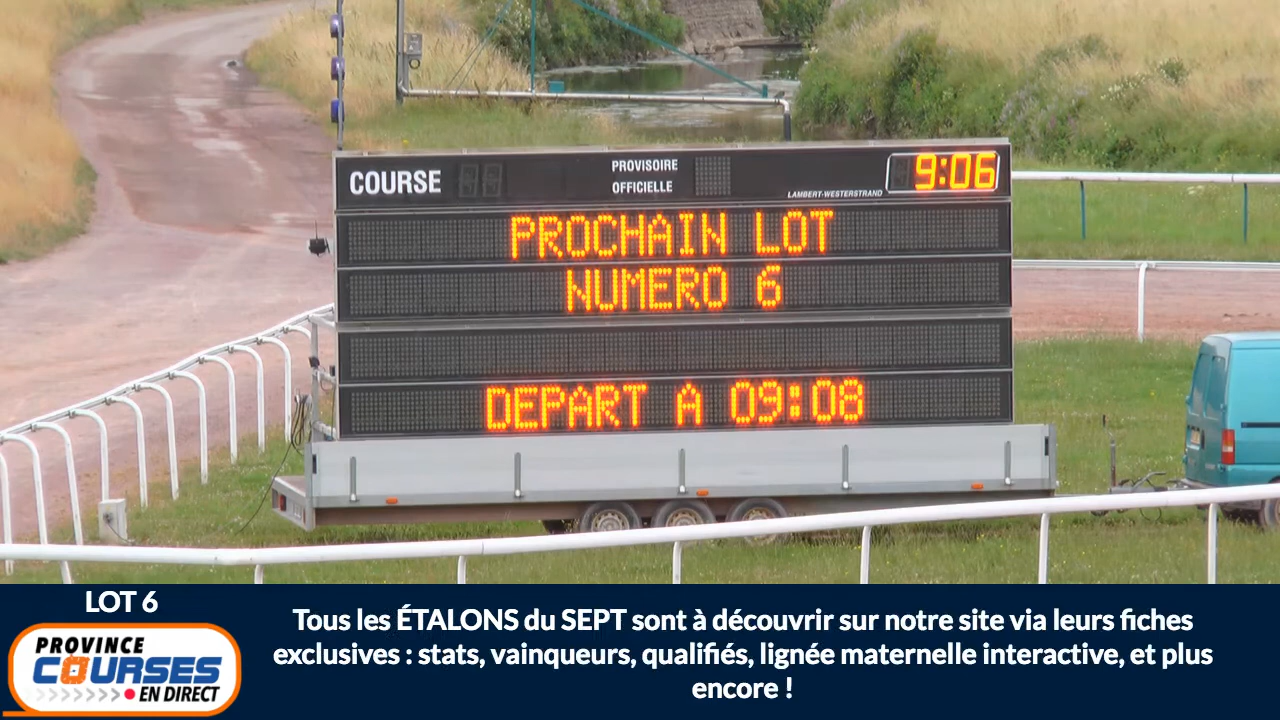 COURSE
PROVISOIRE
OFFICIELLE
LAMBERT-WESTERSTRAND
9:06
PROCHAIN LOT
NUMERO 6
DEPART A 09:08
LOT 6
PROVINCE
COURSES
EN DIRECT
Tous les ÉTALONS du SEPT sont à découvrir sur notre site via leurs fiches
exclusives : stats, vainqueurs, qualifiés, lignée maternelle interactive, et plus
encore !